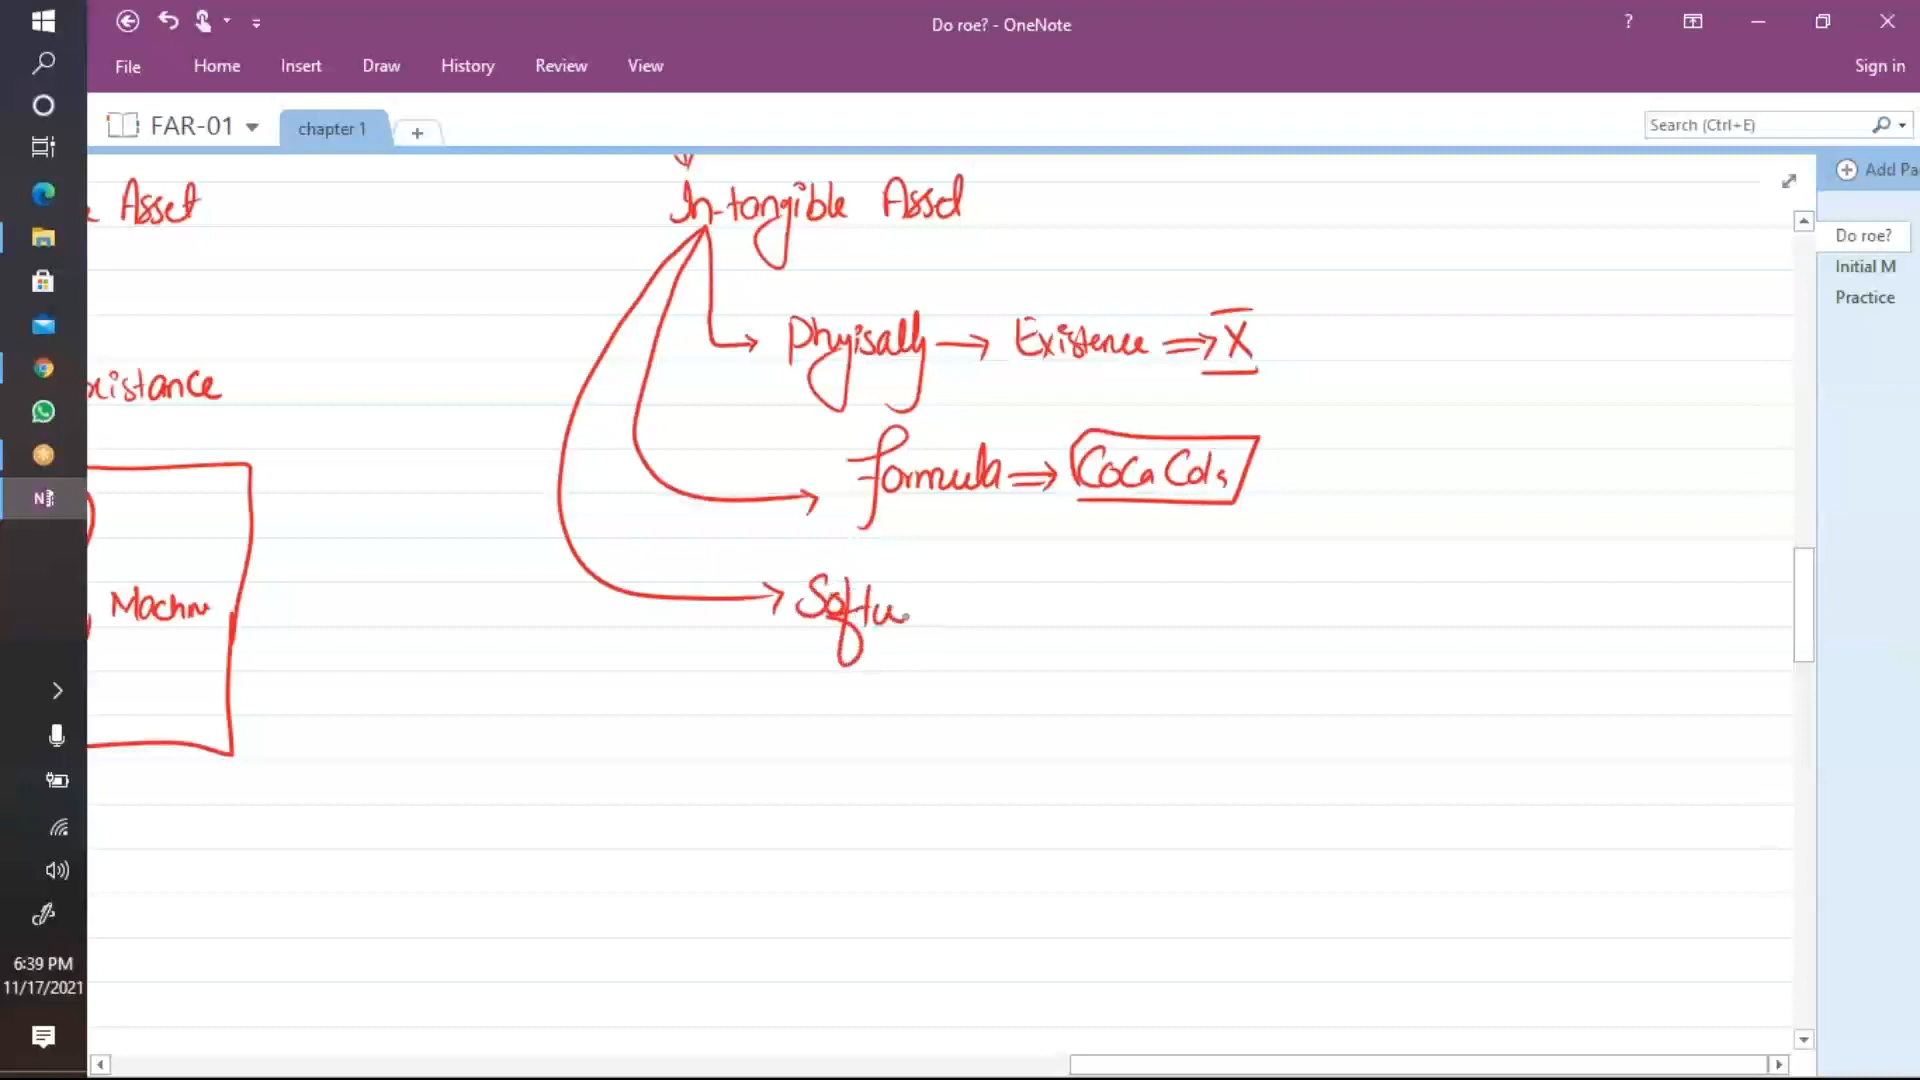 Do roe? - OneNote
?
File Home Insert Draw History Review View
Sign in
FAR-01
chapter 1
+
Search (Ctrl+E)
Add Pa
Do roe?
Initial M
Practice
Asset
In-tangible Asset
Phyisally → Existence ⇒ X
xistance
formula ⇒ CoCa Cola
Machn
Softw
N
6:39 PM
11/17/2021